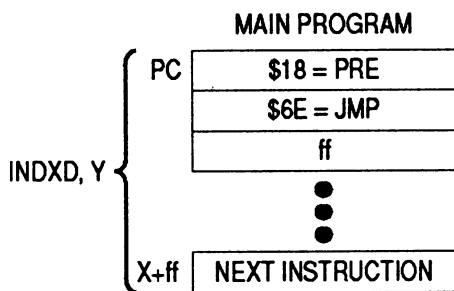 MAIN PROGRAM
PC $18 = PRE
$6E = JMP
ff
INDXD, Y
X+ff NEXT INSTRUCTION